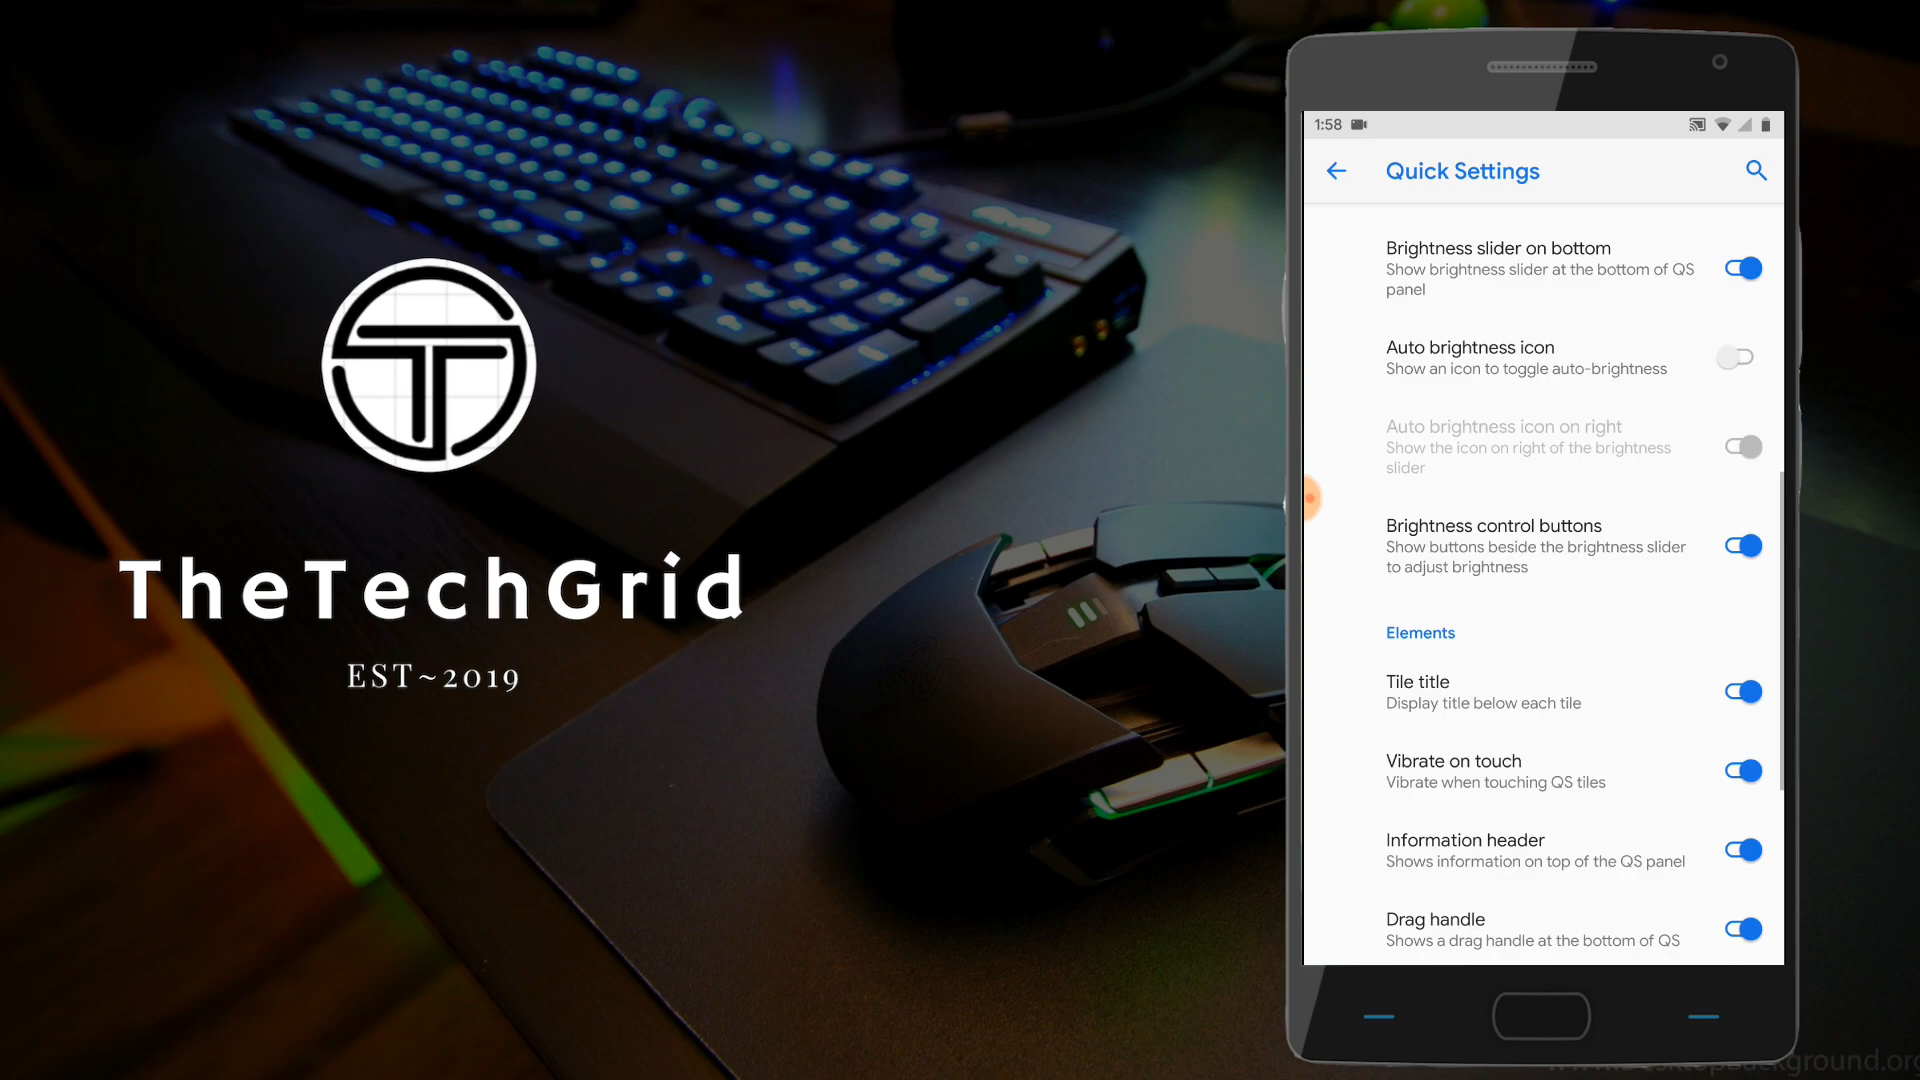 TheTechGrid
EST~2019
1:58
Quick Settings
Brightness slider on bottom
Show brightness slider at the bottom of QS
panel
Auto brightness icon
Show an icon to toggle auto-brightness
Auto brightness icon on right
Show the icon on right of the brightness
slider
Brightness control buttons
Show buttons beside the brightness slider
to adjust brightness
Elements
Tile title
Display title below each tile
Vibrate on touch
Vibrate when touching QS tiles
Information header
Shows information on top of the QS panel
Drag handle
Shows a drag handle at the bottom of QS